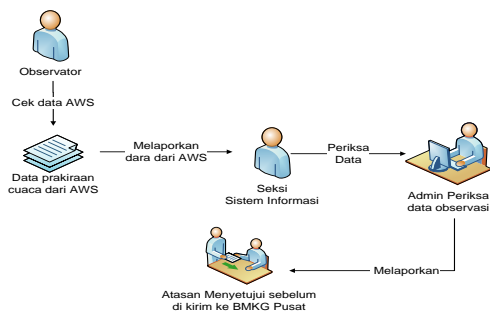 Observator
Cek data AWS
Data prakiraan
cuaca dari AWS
Melaporkan
dara dari AWS
Seksi
Sistem Informasi
Periksa
Data
Admin Periksa
data observasi
Melaporkan
Atasan Menyetujui sebelum
di kirim ke BMKG Pusat